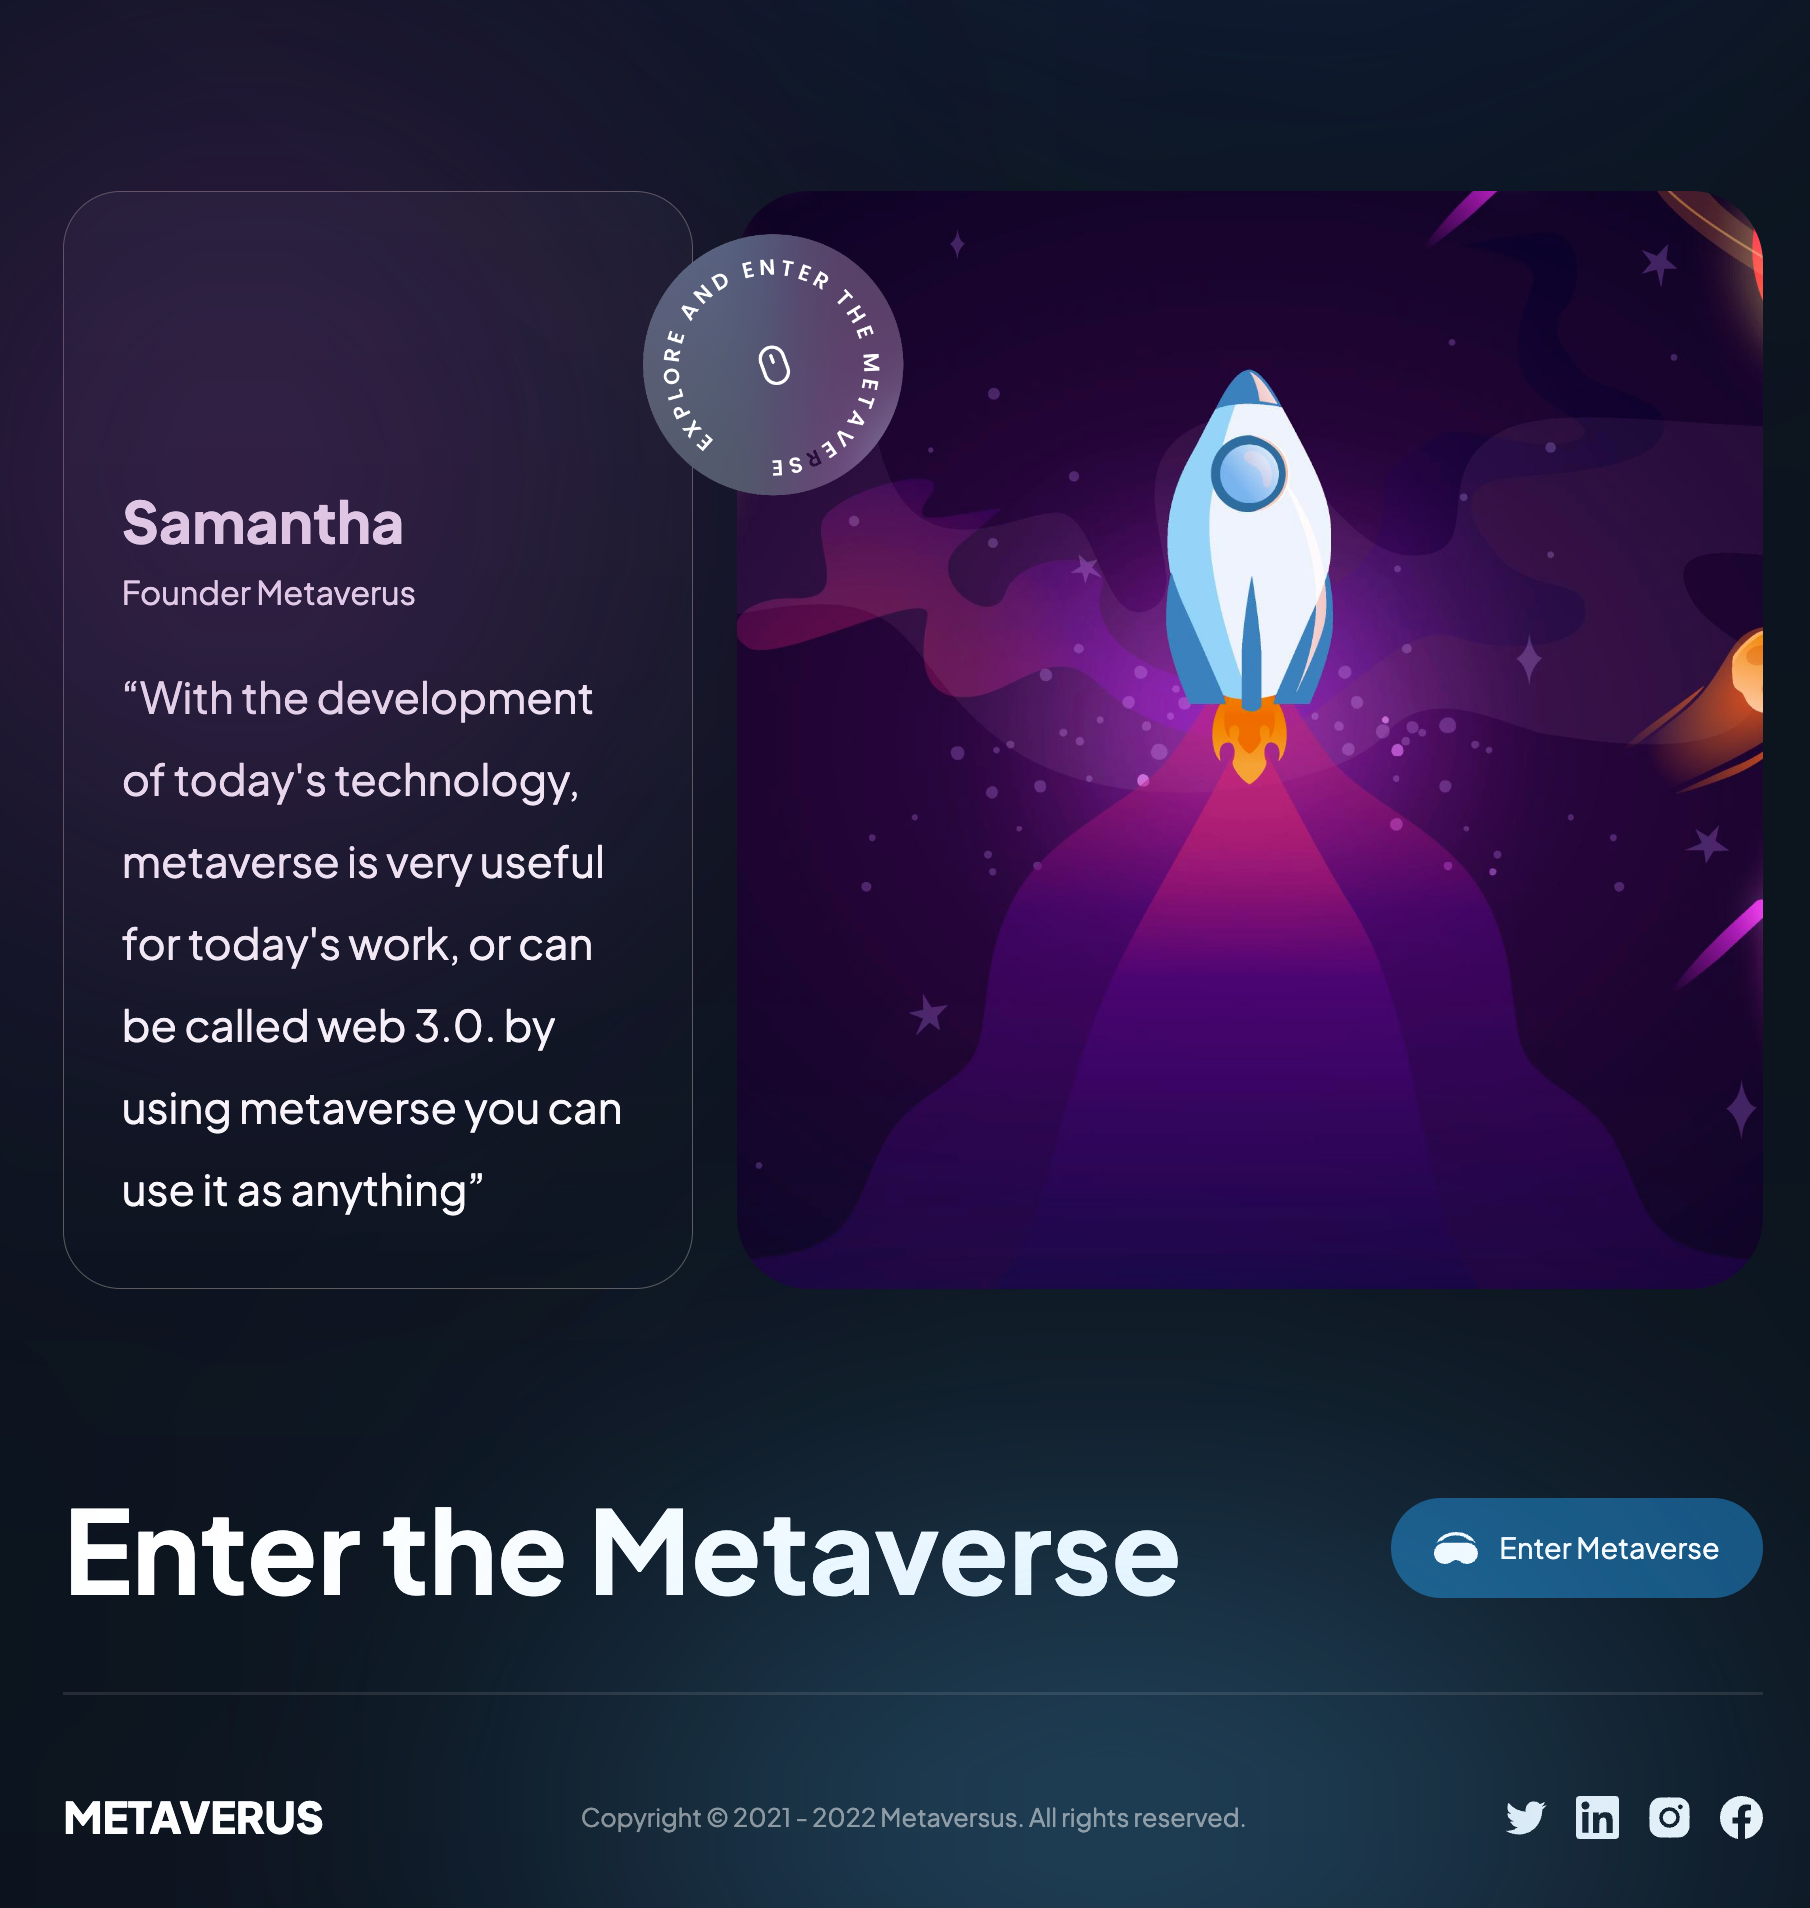 EXPLORE AND ENTER THE METAVERSE
Samantha
Founder Metaverus
“With the development
of today's technology,
metaverse is very useful
for today's work, or can
be called web 3.0. by
using metaverse you can
use it as anything”
Enter the Metaverse
Enter Metaverse
METAVERUS
Copyright © 2021 - 2022 Metaversus. All rights reserved.